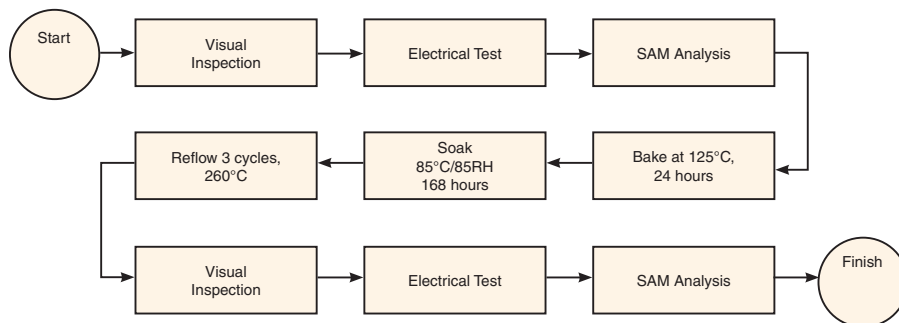 Start
Visual
Inspection
Electrical Test
SAM Analysis
Bake at 125°C,
24 hours
Soak
85°C/85RH
168 hours
Reflow 3 cycles,
260°C
Visual
Inspection
Electrical Test
SAM Analysis
Finish